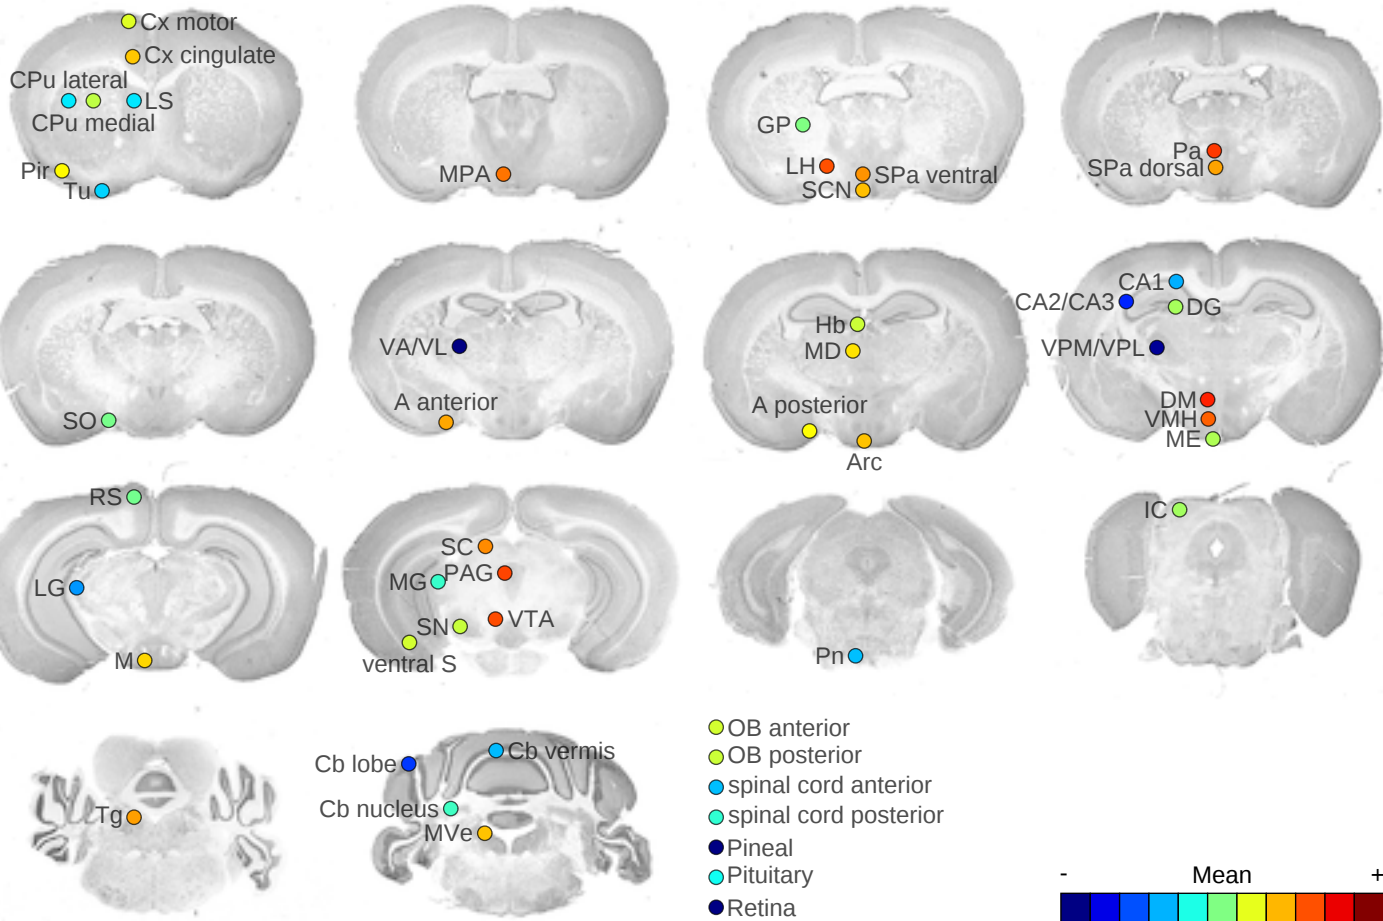 Cx motor
Cx cingulate
CPu lateral
LS
CPu medial
Pir
Tu
MPA
GP
LH
SPa ventral
SCN
Pa
SPa dorsal
SO
VA/VL
A anterior
Hb
MD
A posterior
Arc
CA1
CA2/CA3
DG
VPM/VPL
DM
VMH
ME
RS
LG
M
SC
MG
PAG
SN
VTA
ventral S
Pn
IC
Tg
Cb lobe
Cb vermis
Cb nucleus
MVe
OB anterior
OB posterior
spinal cord anterior
spinal cord posterior
Pineal
Pituitary
Retina
- Mean +